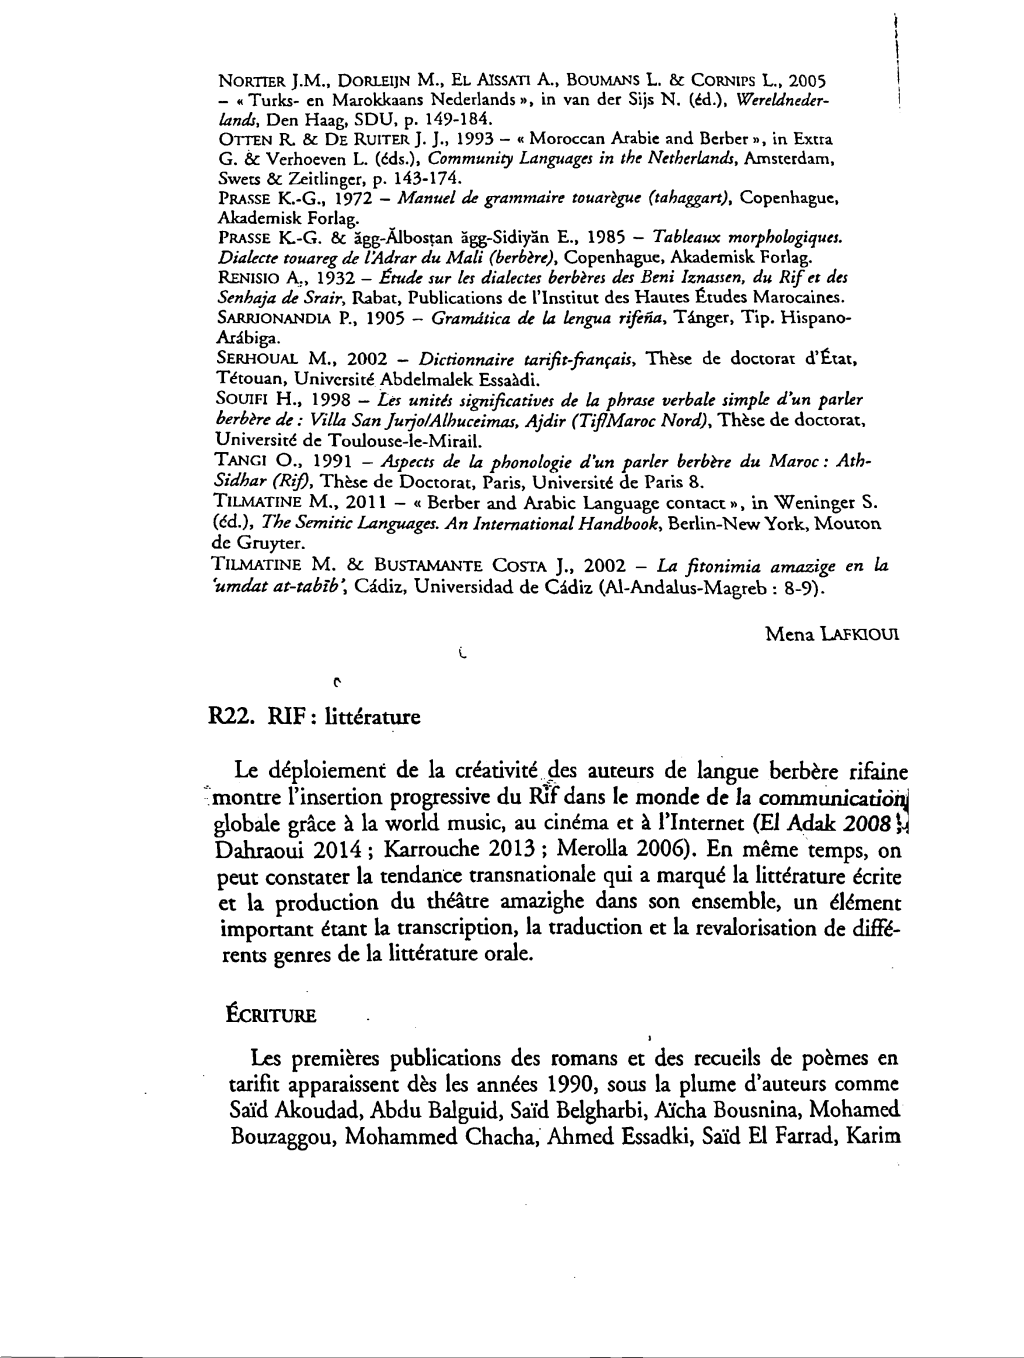 NORTIER J.M., DORLEIJN M., EL AISSATI A., BOUMANS L. & CORNIPS L., 2005
– « Turks- en Marokkaans Nederlands », in van der Sijs N. (éd.), Wereldneder-
lands, Den Haag, SDU, p. 149-184.
OTTEN R. & DE RUITER J. J., 1993 – « Moroccan Arabic and Berber », in Extra
G. & Verhoeven L. (éds.), Community Languages in the Netherlands, Amsterdam,
Swets & Zeitlinger, p. 143-174.
PRASSE K.-G., 1972 – Manuel de grammaire touarègue (tahaggart), Copenhague,
Akademisk Forlag.
PRASSE K.-G. & ăgg-Ălbosṭan ăgg-Sidiyăn E., 1985 – Tableaux morphologiques.
Dialecte touareg de l'Adrar du Mali (berbère), Copenhague, Akademisk Forlag.
RENISIO A., 1932 – Étude sur les dialectes berbères des Beni Iznassen, du Rif et des
Senhaja de Srair, Rabat, Publications de l'Institut des Hautes Études Marocaines.
SARRIONANDIA P., 1905 – Gramática de la lengua rifeña, Tánger, Tip. Hispano-
Arábiga.
SERHOUAL M., 2002 – Dictionnaire tarifit-français, Thèse de doctorat d'État,
Tétouan, Université Abdelmalek Essaâdi.
SOUIFI H., 1998 – Les unités significatives de la phrase verbale simple d'un parler
berbère de : Villa San Jurjo/Alhuceimas, Ajdir (Tif/Maroc Nord), Thèse de doctorat,
Université de Toulouse-le-Mirail.
TANGI O., 1991 – Aspects de la phonologie d'un parler berbère du Maroc : Ath-
Sidhar (Rif), Thèse de Doctorat, Paris, Université de Paris 8.
TILMATINE M., 2011 – « Berber and Arabic Language contact », in Weninger S.
(éd.), The Semitic Languages. An International Handbook, Berlin-New York, Mouton
de Gruyter.
TILMATINE M. & BUSTAMANTE COSTA J., 2002 – La fitonimia amazige en la
'umdat at-tabīb', Cádiz, Universidad de Cádiz (Al-Andalus-Magreb : 8-9).
Mena LAFKIOUI
R22. RIF : littérature
Le déploiement de la créativité des auteurs de langue berbère rifaine
montre l'insertion progressive du Rif dans le monde de la communication
globale grâce à la world music, au cinéma et à l'Internet (El Adak 2008 ;
Dahraoui 2014 ; Karrouche 2013 ; Merolla 2006). En même temps, on
peut constater la tendance transnationale qui a marqué la littérature écrite
et la production du théâtre amazighe dans son ensemble, un élément
important étant la transcription, la traduction et la revalorisation de diffé-
rents genres de la littérature orale.
ÉCRITURE
Les premières publications des romans et des recueils de poèmes en
tarifit apparaissent dès les années 1990, sous la plume d'auteurs comme
Saïd Akoudad, Abdu Balguid, Saïd Belgharbi, Aïcha Bousnina, Mohamed
Bouzaggou, Mohammed Chacha, Ahmed Essadki, Saïd El Farrad, Karim